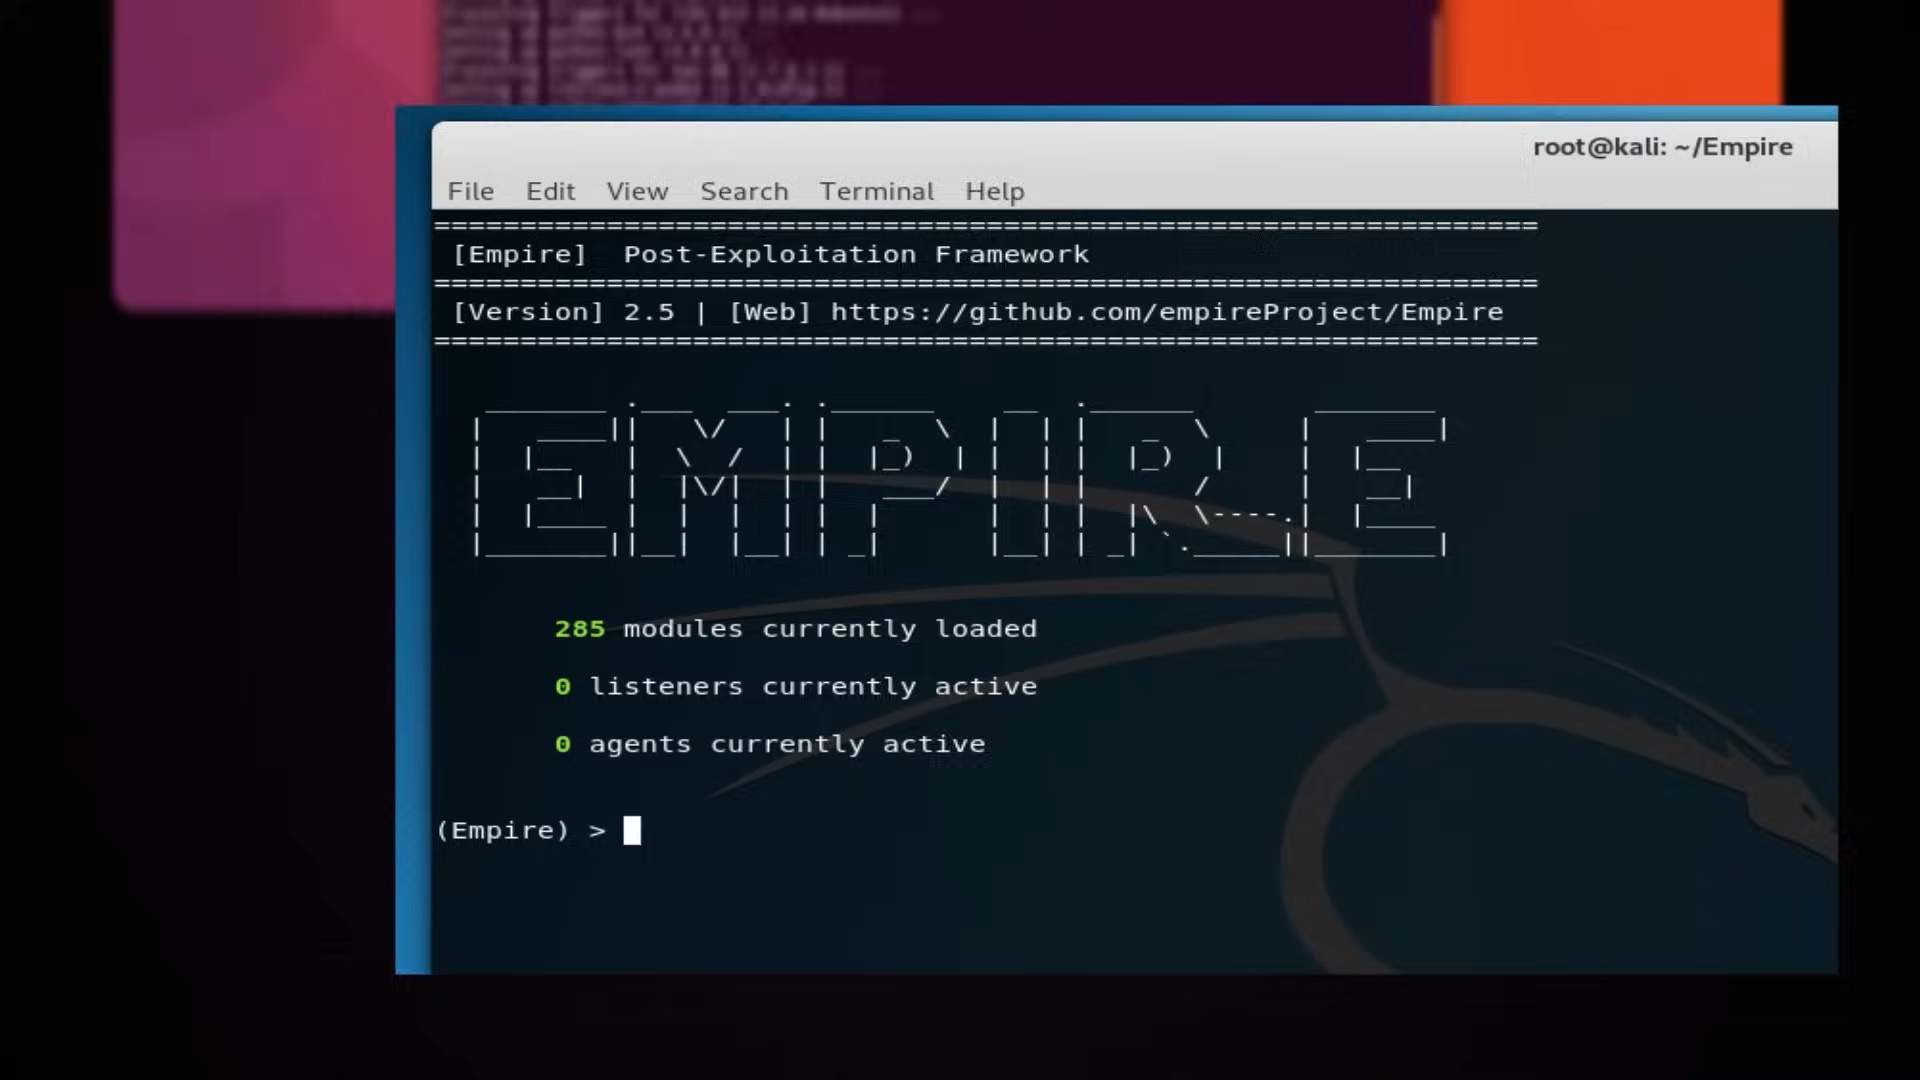 root@kali: ~/Empire
File Edit View Search Terminal Help
================================================================
[Empire] Post-Exploitation Framework
================================================================
[Version] 2.5 | [Web] https://github.com/empireProject/Empire
================================================================
EMPIRE
285 modules currently loaded
0 listeners currently active
0 agents currently active
(Empire) >